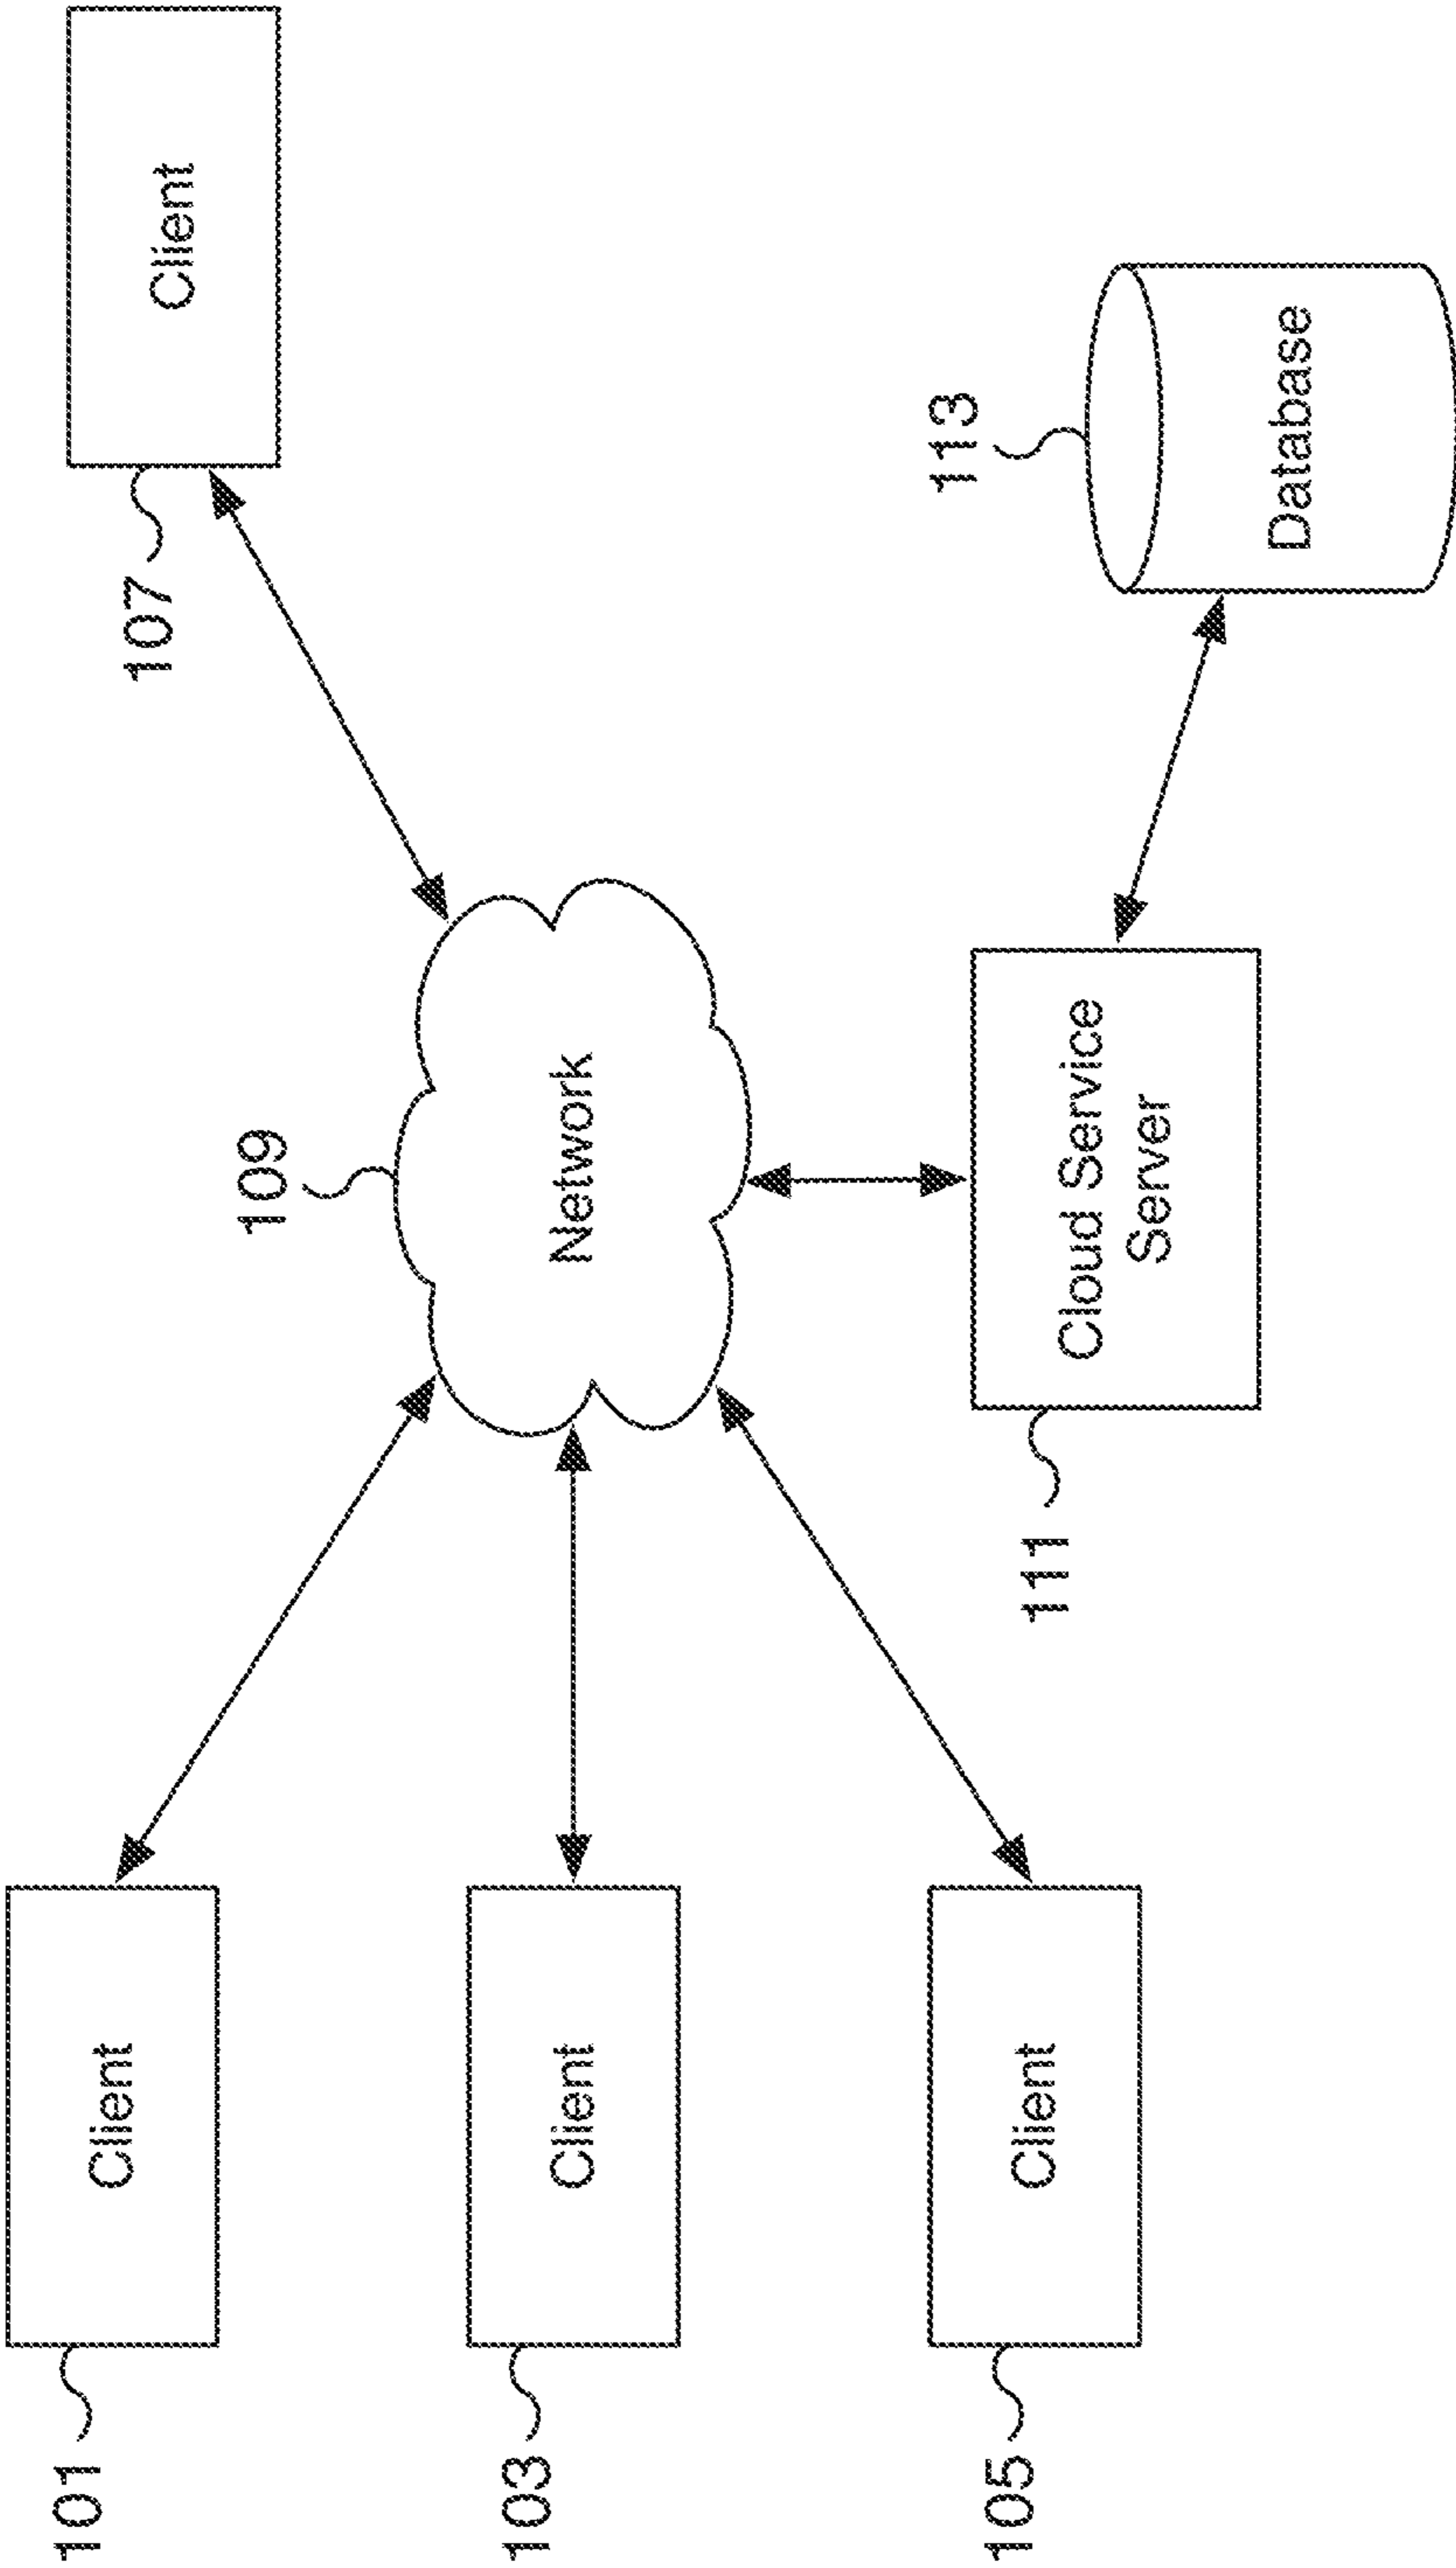 101
Client
103
Client
105
Client
109
Network
107
Client
111
Cloud Service
Server
113
Database